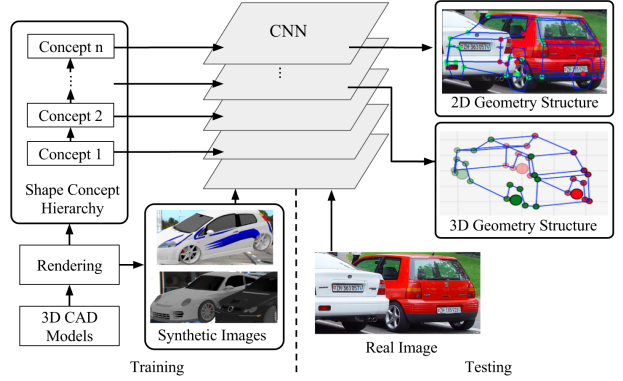 Concept n
Concept 2
Concept 1
Shape Concept
Hierarchy
Rendering
3D CAD
Models
CNN
Synthetic Images
2D Geometry Structure
3D Geometry Structure
Real Image
Training
Testing